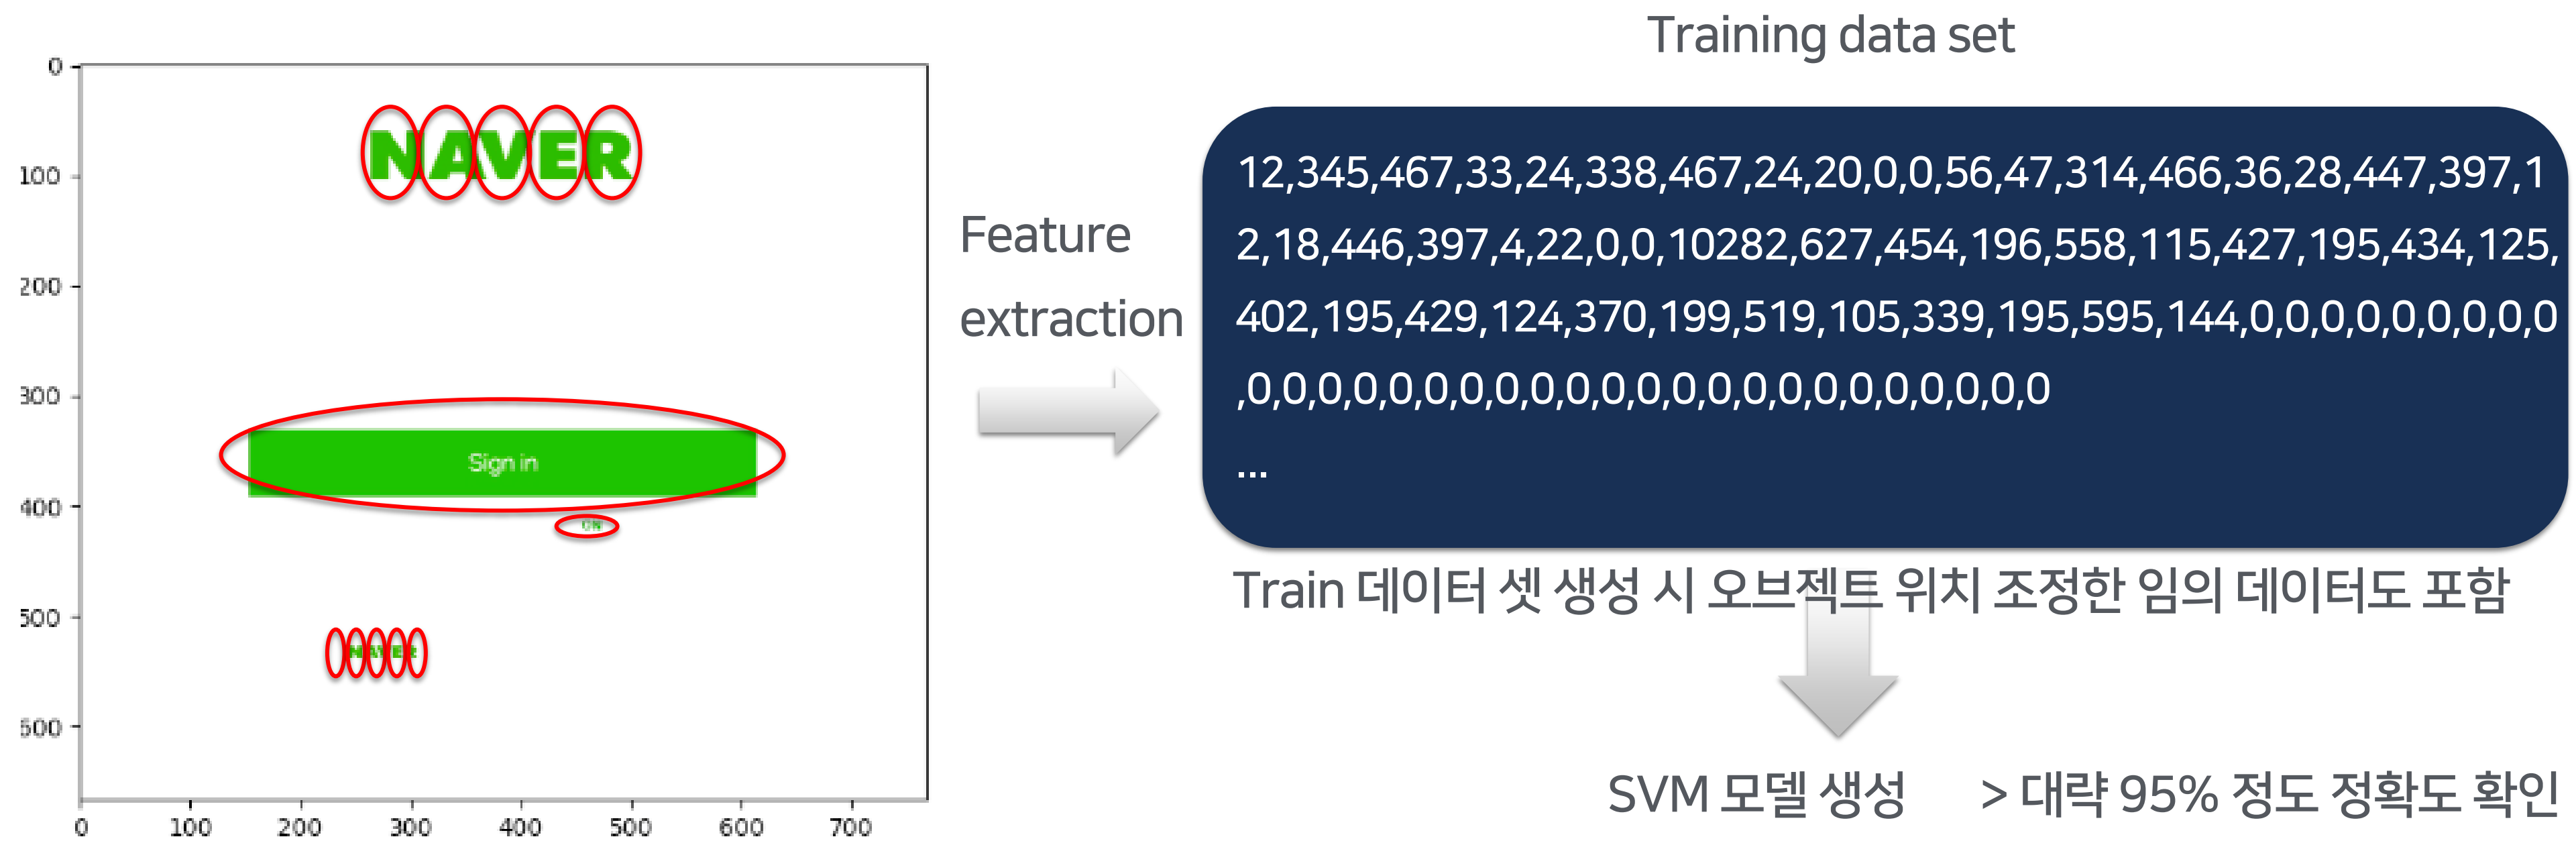 Training data set
0
100
200
300
400
500
600
0
100
200
300
400
500
600
700
NAVER
Sign in
ON
NAVER
Feature
extraction
12,345,467,33,24,338,467,24,20,0,0,56,47,314,466,36,28,447,397,1
2,18,446,397,4,22,0,0,10282,627,454,196,558,115,427,195,434,125,
402,195,429,124,370,199,519,105,339,195,595,144,0,0,0,0,0,0,0,0,0
,0,0,0,0,0,0,0,0,0,0,0,0,0,0,0,0,0,0,0,0,0,0,0
...
Train 데이터 셋 생성 시 오브젝트 위치 조정한 임의 데이터도 포함
SVM 모델 생성 > 대략 95% 정도 정확도 확인